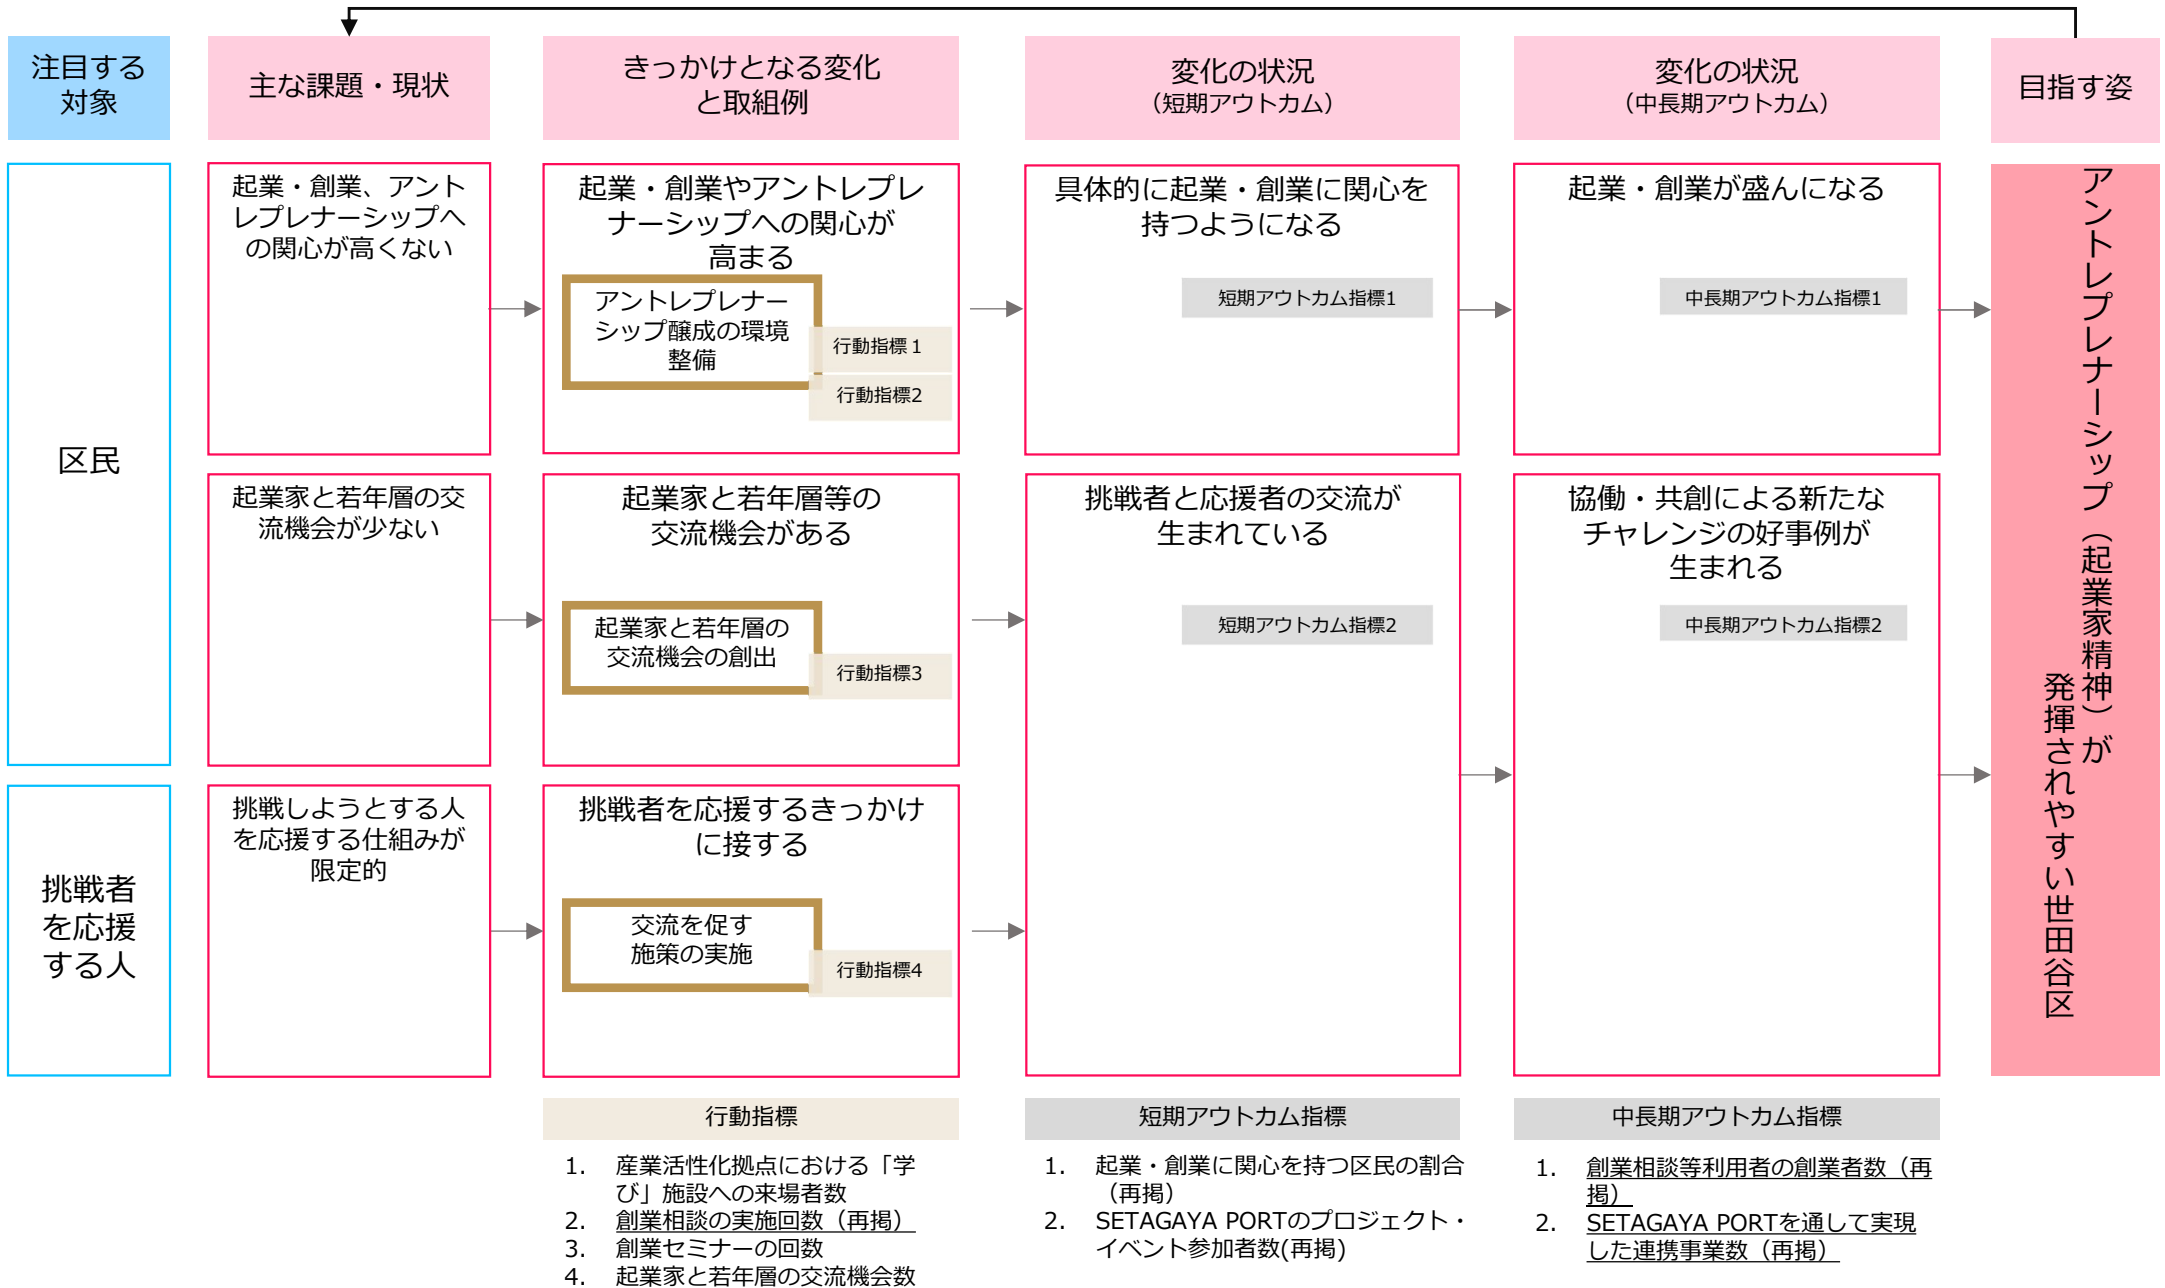 注目する
対象
主な課題・現状
きっかけとなる変化
と取組例
変化の状況
（短期アウトカム）
変化の状況
（中長期アウトカム）
目指す姿
区民
起業・創業、アント
レプレナーシップへ
の関心が高くない
起業・創業やアントレプレ
ナーシップへの関心が
高まる
アントレプレナー
シップ醸成の環境
整備
行動指標１
行動指標2
具体的に起業・創業に関心を
持つようになる
短期アウトカム指標1
起業・創業が盛んになる
中長期アウトカム指標1
起業家と若年層の交
流機会が少ない
起業家と若年層等の
交流機会がある
起業家と若年層の
交流機会の創出
行動指標3
挑戦者と応援者の交流が
生まれている
短期アウトカム指標2
協働・共創による新たな
チャレンジの好事例が
生まれる
中長期アウトカム指標2
挑戦者
を応援
する人
挑戦しようとする人
を応援する仕組みが
限定的
挑戦者を応援するきっかけ
に接する
交流を促す
施策の実施
行動指標4
アントレプレナーシップ（起業家精神）が
発揮されやすい世田谷区
行動指標
1. 産業活性化拠点における「学
び」施設への来場者数
2. 創業相談の実施回数（再掲）
3. 創業セミナーの回数
4. 起業家と若年層の交流機会数
短期アウトカム指標
1. 起業・創業に関心を持つ区民の割合
（再掲）
2. SETAGAYA PORTのプロジェクト・
イベント参加者数(再掲)
中長期アウトカム指標
1. 創業相談等利用者の創業者数（再
掲）
2. SETAGAYA PORTを通して実現
した連携事業数（再掲）